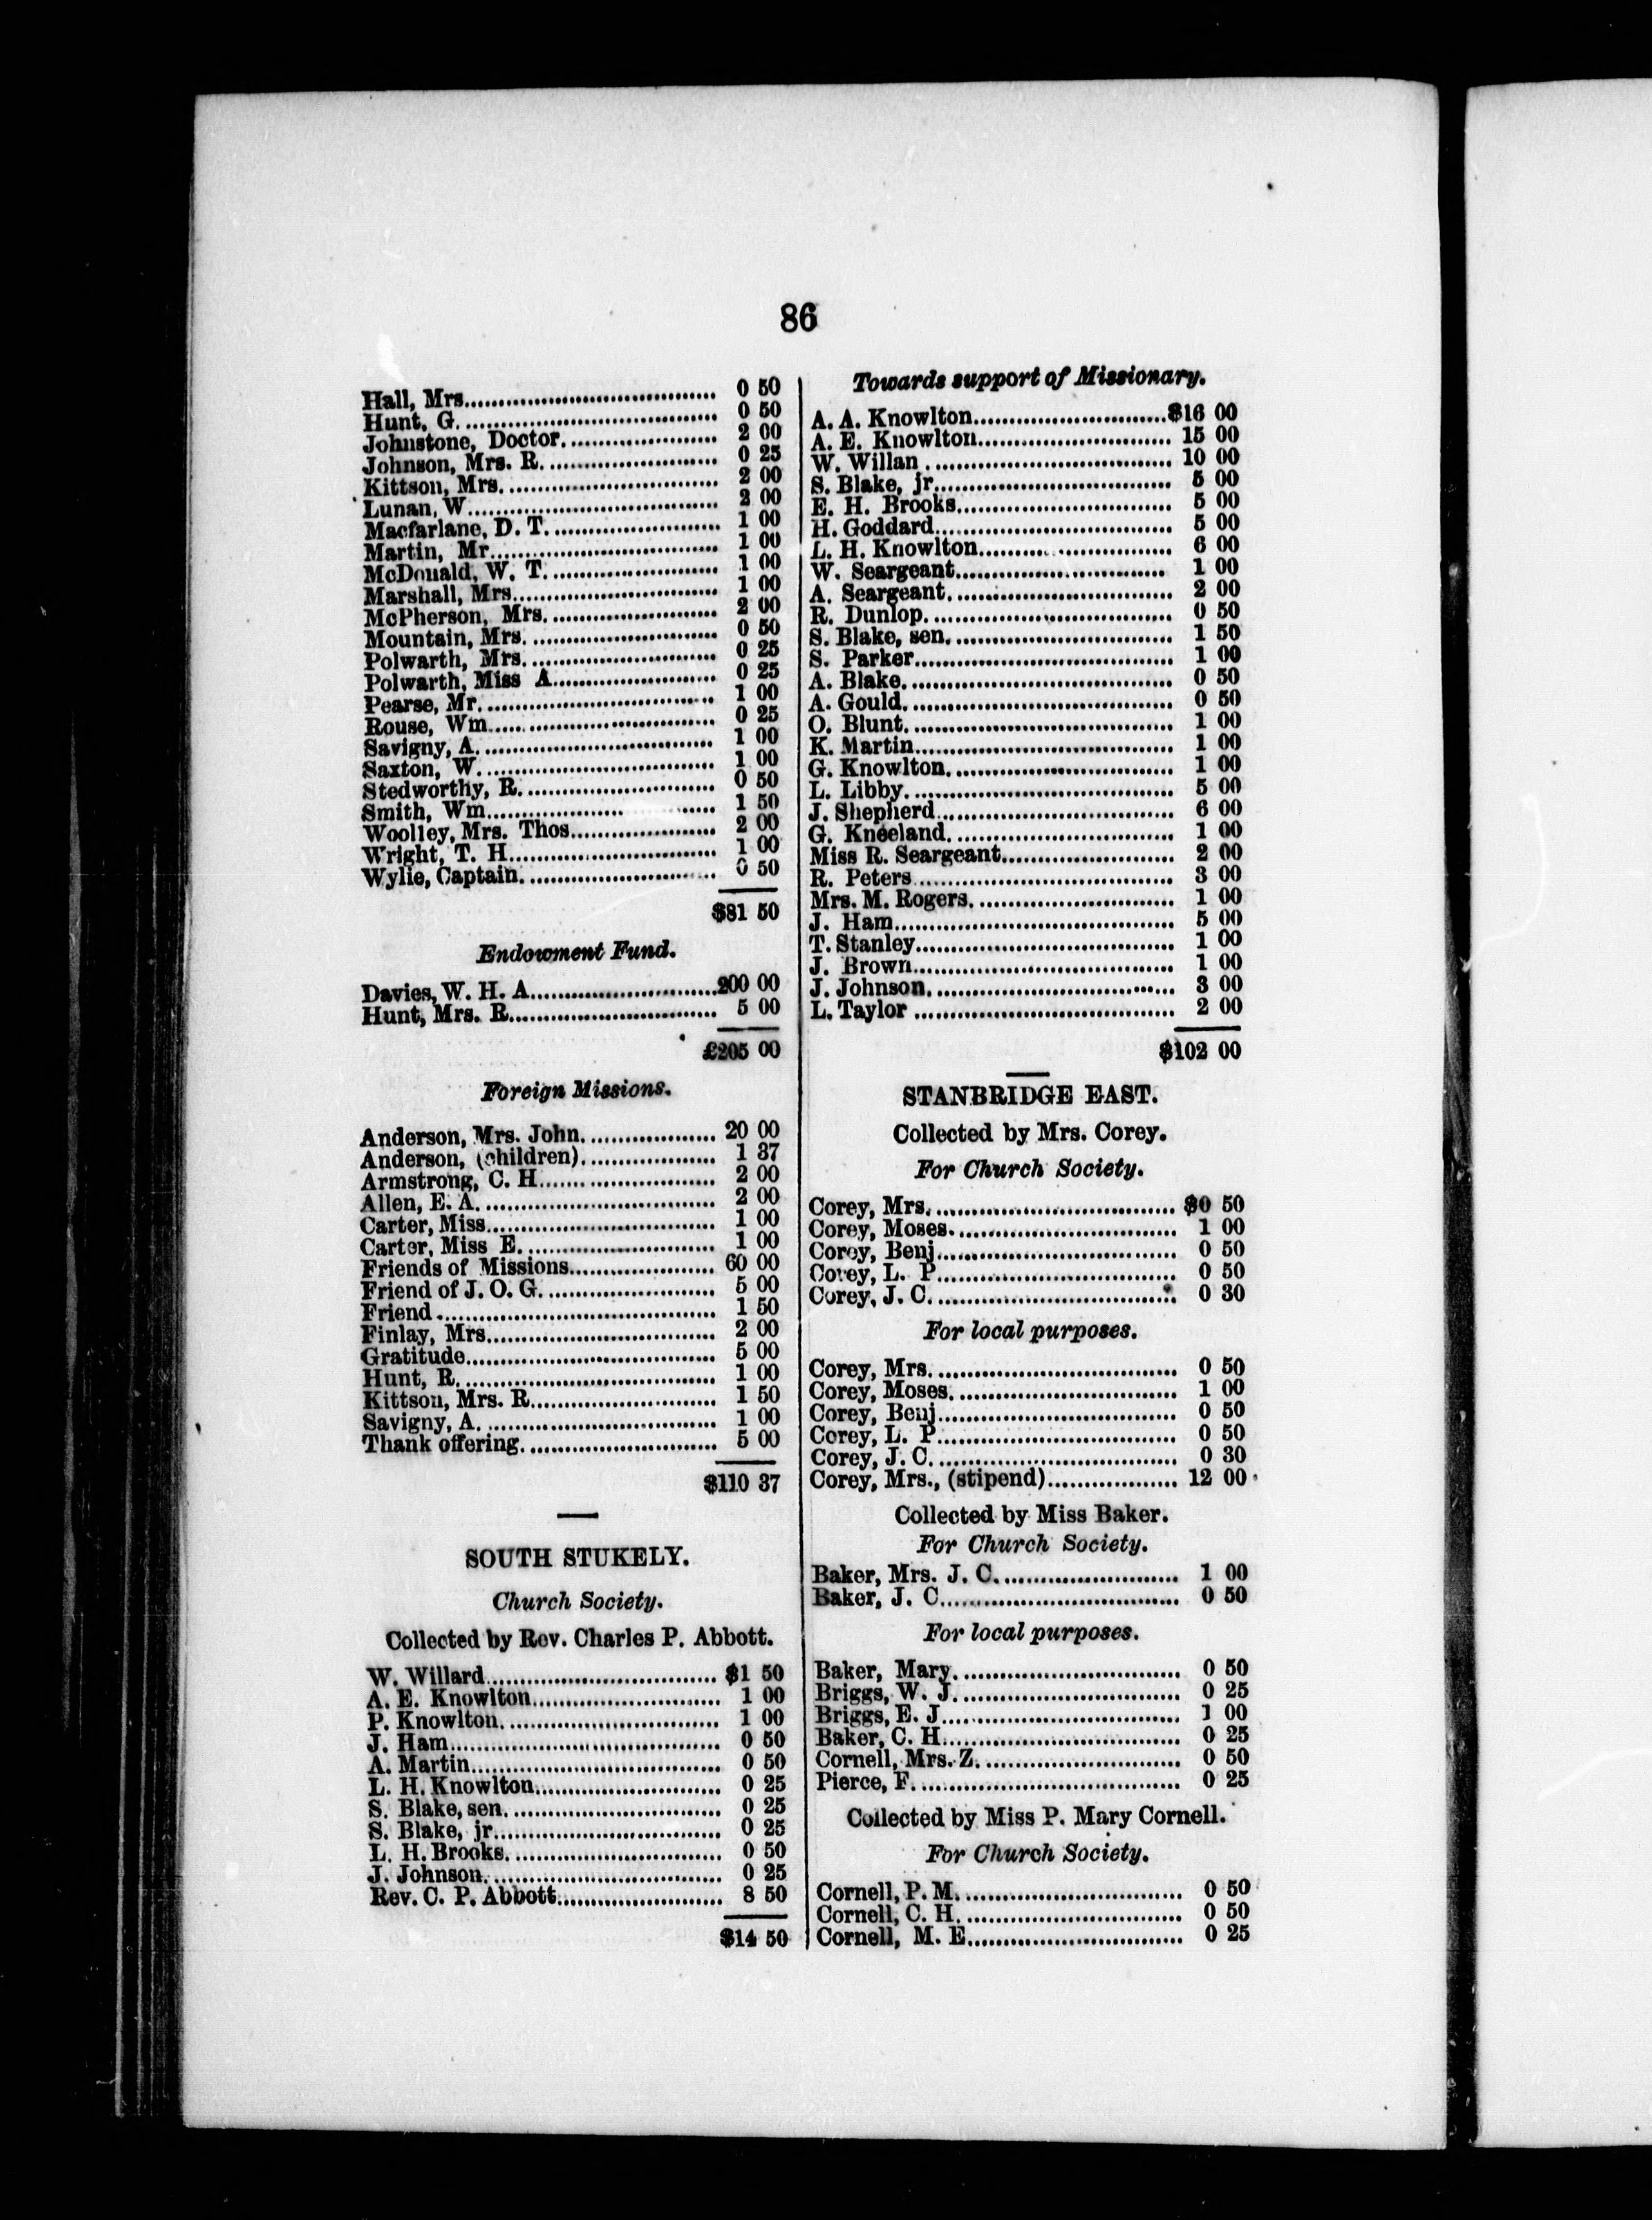 86
Hall, Mrs. 0 50
Hunt, G. 0 50
Johnstone, Doctor. 2 00
Johnson, Mrs. R. 0 25
Kittson, Mrs. 2 00
Lunan, W. 2 00
Macfarlane, D. T. 1 00
Martin, Mr. 1 00
McDonald, W. T. 1 00
Marshall, Mrs. 1 00
McPherson, Mrs. 2 00
Mountain, Mrs. 0 50
Polwarth, Mrs. 0 25
Polwarth, Miss A. 0 25
Pearse, Mr. 1 00
Rouse, Wm. 0 25
Savigny, A. 1 00
Saxton, W. 1 00
Stedworthy, R. 0 50
Smith, Wm. 1 50
Woolley, Mrs. Thos. 2 00
Wright, T. H. 1 00
Wylie, Captain. 0 50
$81 50
Endowment Fund.
Davies, W. H. A. 200 00
Hunt, Mrs. R. 5 00
£205 00
Foreign Missions.
Anderson, Mrs. John. 20 00
Anderson, (children). 1 37
Armstrong, C. H. 2 00
Allen, E. A. 2 00
Carter, Miss. 1 00
Carter, Miss E. 1 00
Friends of Missions. 60 00
Friend of J. O. G. 5 00
Friend. 1 50
Finlay, Mrs. 2 00
Gratitude. 5 00
Hunt, R. 1 00
Kittson, Mrs. R. 1 50
Savigny, A. 1 00
Thank offering. 5 00
$110 37
SOUTH STUKELY.
Church Society.
Collected by Rev. Charles P. Abbott.
W. Willard. $1 50
A. E. Knowlton. 1 00
P. Knowlton. 1 00
J. Ham. 0 50
A. Martin. 0 50
L. H. Knowlton. 0 25
S. Blake, sen. 0 25
S. Blake, jr. 0 25
L. H. Brooks. 0 50
J. Johnson. 0 25
Rev. C. P. Abbott. 8 50
$14 50
Towards support of Missionary.
A. A. Knowlton. $16 00
A. E. Knowlton. 15 00
W. Willan. 10 00
S. Blake, jr. 5 00
E. H. Brooks. 5 00
H. Goddard. 5 00
L. H. Knowlton. 6 00
W. Seargeant. 1 00
A. Seargeant. 2 00
R. Dunlop. 0 50
S. Blake, sen. 1 50
S. Parker. 1 00
A. Blake. 0 50
A. Gould. 0 50
O. Blunt. 1 00
K. Martin. 1 00
G. Knowlton. 1 00
L. Libby. 5 00
J. Shepherd. 6 00
G. Kneeland. 1 00
Miss R. Seargeant. 2 00
R. Peters. 3 00
Mrs. M. Rogers. 1 00
J. Ham. 5 00
T. Stanley. 1 00
J. Brown. 1 00
J. Johnson. 3 00
L. Taylor 2 00
$102 00
STANBRIDGE EAST.
Collected by Mrs. Corey.
For Church Society.
Corey, Mrs. $0 50
Corey, Moses. 1 00
Corey, Benj. 0 50
Corey, L. P. 0 50
Corey, J. C. 0 30
For local purposes.
Corey, Mrs. 0 50
Corey, Moses. 1 00
Corey, Benj. 0 50
Corey, L. P. 0 50
Corey, J. C. 0 30
Corey, Mrs., (stipend). 12 00
Collected by Miss Baker.
For Church Society.
Baker, Mrs. J. C. 1 00
Baker, J. C. 0 50
For local purposes.
Baker, Mary. 0 50
Briggs, W. J. 0 25
Briggs, E. J. 1 00
Baker, C. H. 0 25
Cornell, Mrs. Z. 0 50
Pierce, F. 0 25
Collected by Miss P. Mary Cornell.
For Church Society.
Cornell, P. M. 0 50
Cornell, C. H. 0 50
Cornell, M. E. 0 25